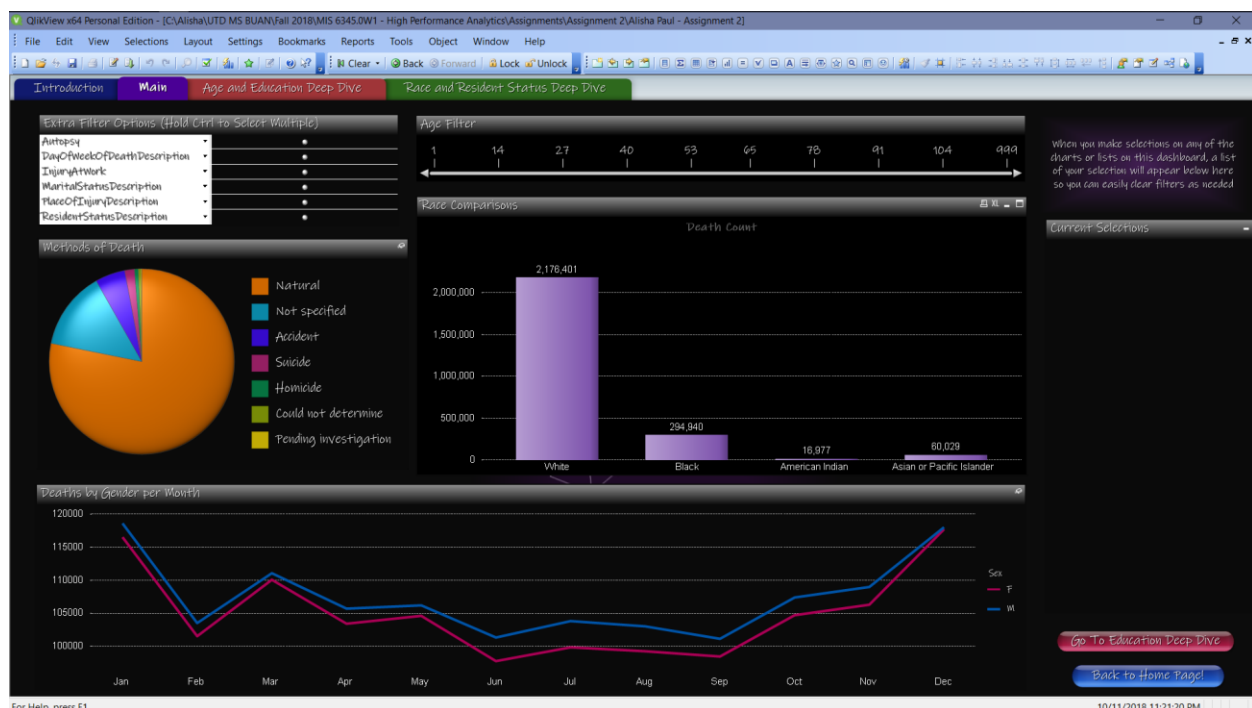 QlikView x64 Personal Edition - [C:\Alisha\UTD MS BUAN\Fall 2018\MIS 6345.0W1 - High Performance Analytics\Assignments\Assignment 2\Alisha Paul - Assignment 2]
File Edit View Selections Layout Settings Bookmarks Reports Tools Object Window Help
Clear Back Forward Lock Unlock
Introduction Main Age and Education Deep Dive Race and Resident Status Deep Dive
Extra Filter Options (Hold Ctrl to Select Multiple)
Autopsy
DayOfWeekOfDeathDescription
InjuryAtWork
MaritalStatusDescription
PlaceOfInjuryDescription
ResidentStatusDescription
Age Filter
1 14 27 40 53 65 78 91 104 999
When you make selections on any of the
charts or lists on this dashboard, a list
of your selection will appear below here
so you can easily clear filters as needed
Current Selections
Methods of Death
Natural
Not specified
Accident
Suicide
Homicide
Could not determine
Pending investigation
Race Comparisons
XL
Death Count
2,176,401
2,000,000
1,500,000
1,000,000
500,000
294,940
16,977
60,029
0
White Black American Indian Asian or Pacific Islander
Deaths by Gender per Month
120000
115000
110000
105000
100000
Jan Feb Mar Apr May Jun Jul Aug Sep Oct Nov Dec
Sex
F
M
Go To Education Deep Dive
Back to Home Page!
For Help, press F1
10/11/2018 11:21:20 PM